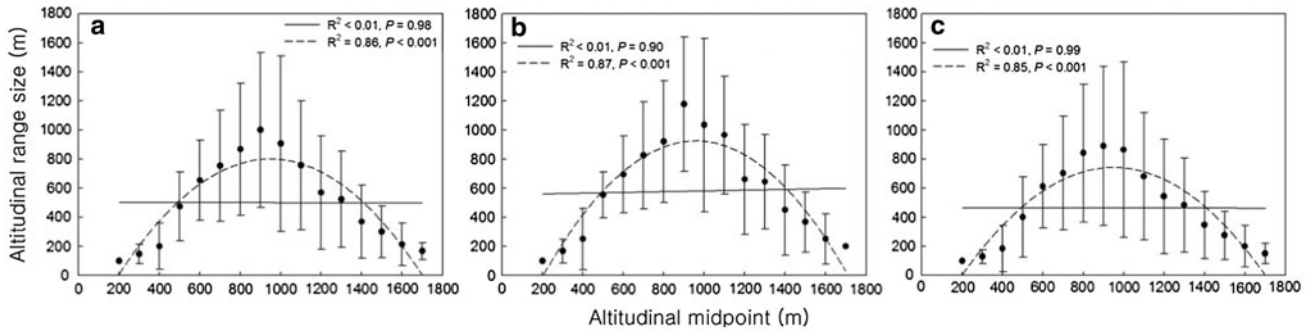 a
R² < 0.01, P = 0.98
R² = 0.86, P < 0.001
b
R² < 0.01, P = 0.90
R² = 0.87, P < 0.001
c
R² < 0.01, P = 0.99
R² = 0.85, P < 0.001
Altitudinal range size (m)
1800
1600
1400
1200
1000
800
600
400
200
0
200 400 600 800 1000 1200 1400 1600 1800
1800
1600
1400
1200
1000
800
600
400
200
0
0 200 400 600 800 1000 1200 1400 1600 1800
1800
1600
1400
1200
1000
800
600
400
200
0
0 200 400 600 800 1000 1200 1400 1600 1800
Altitudinal midpoint (m)